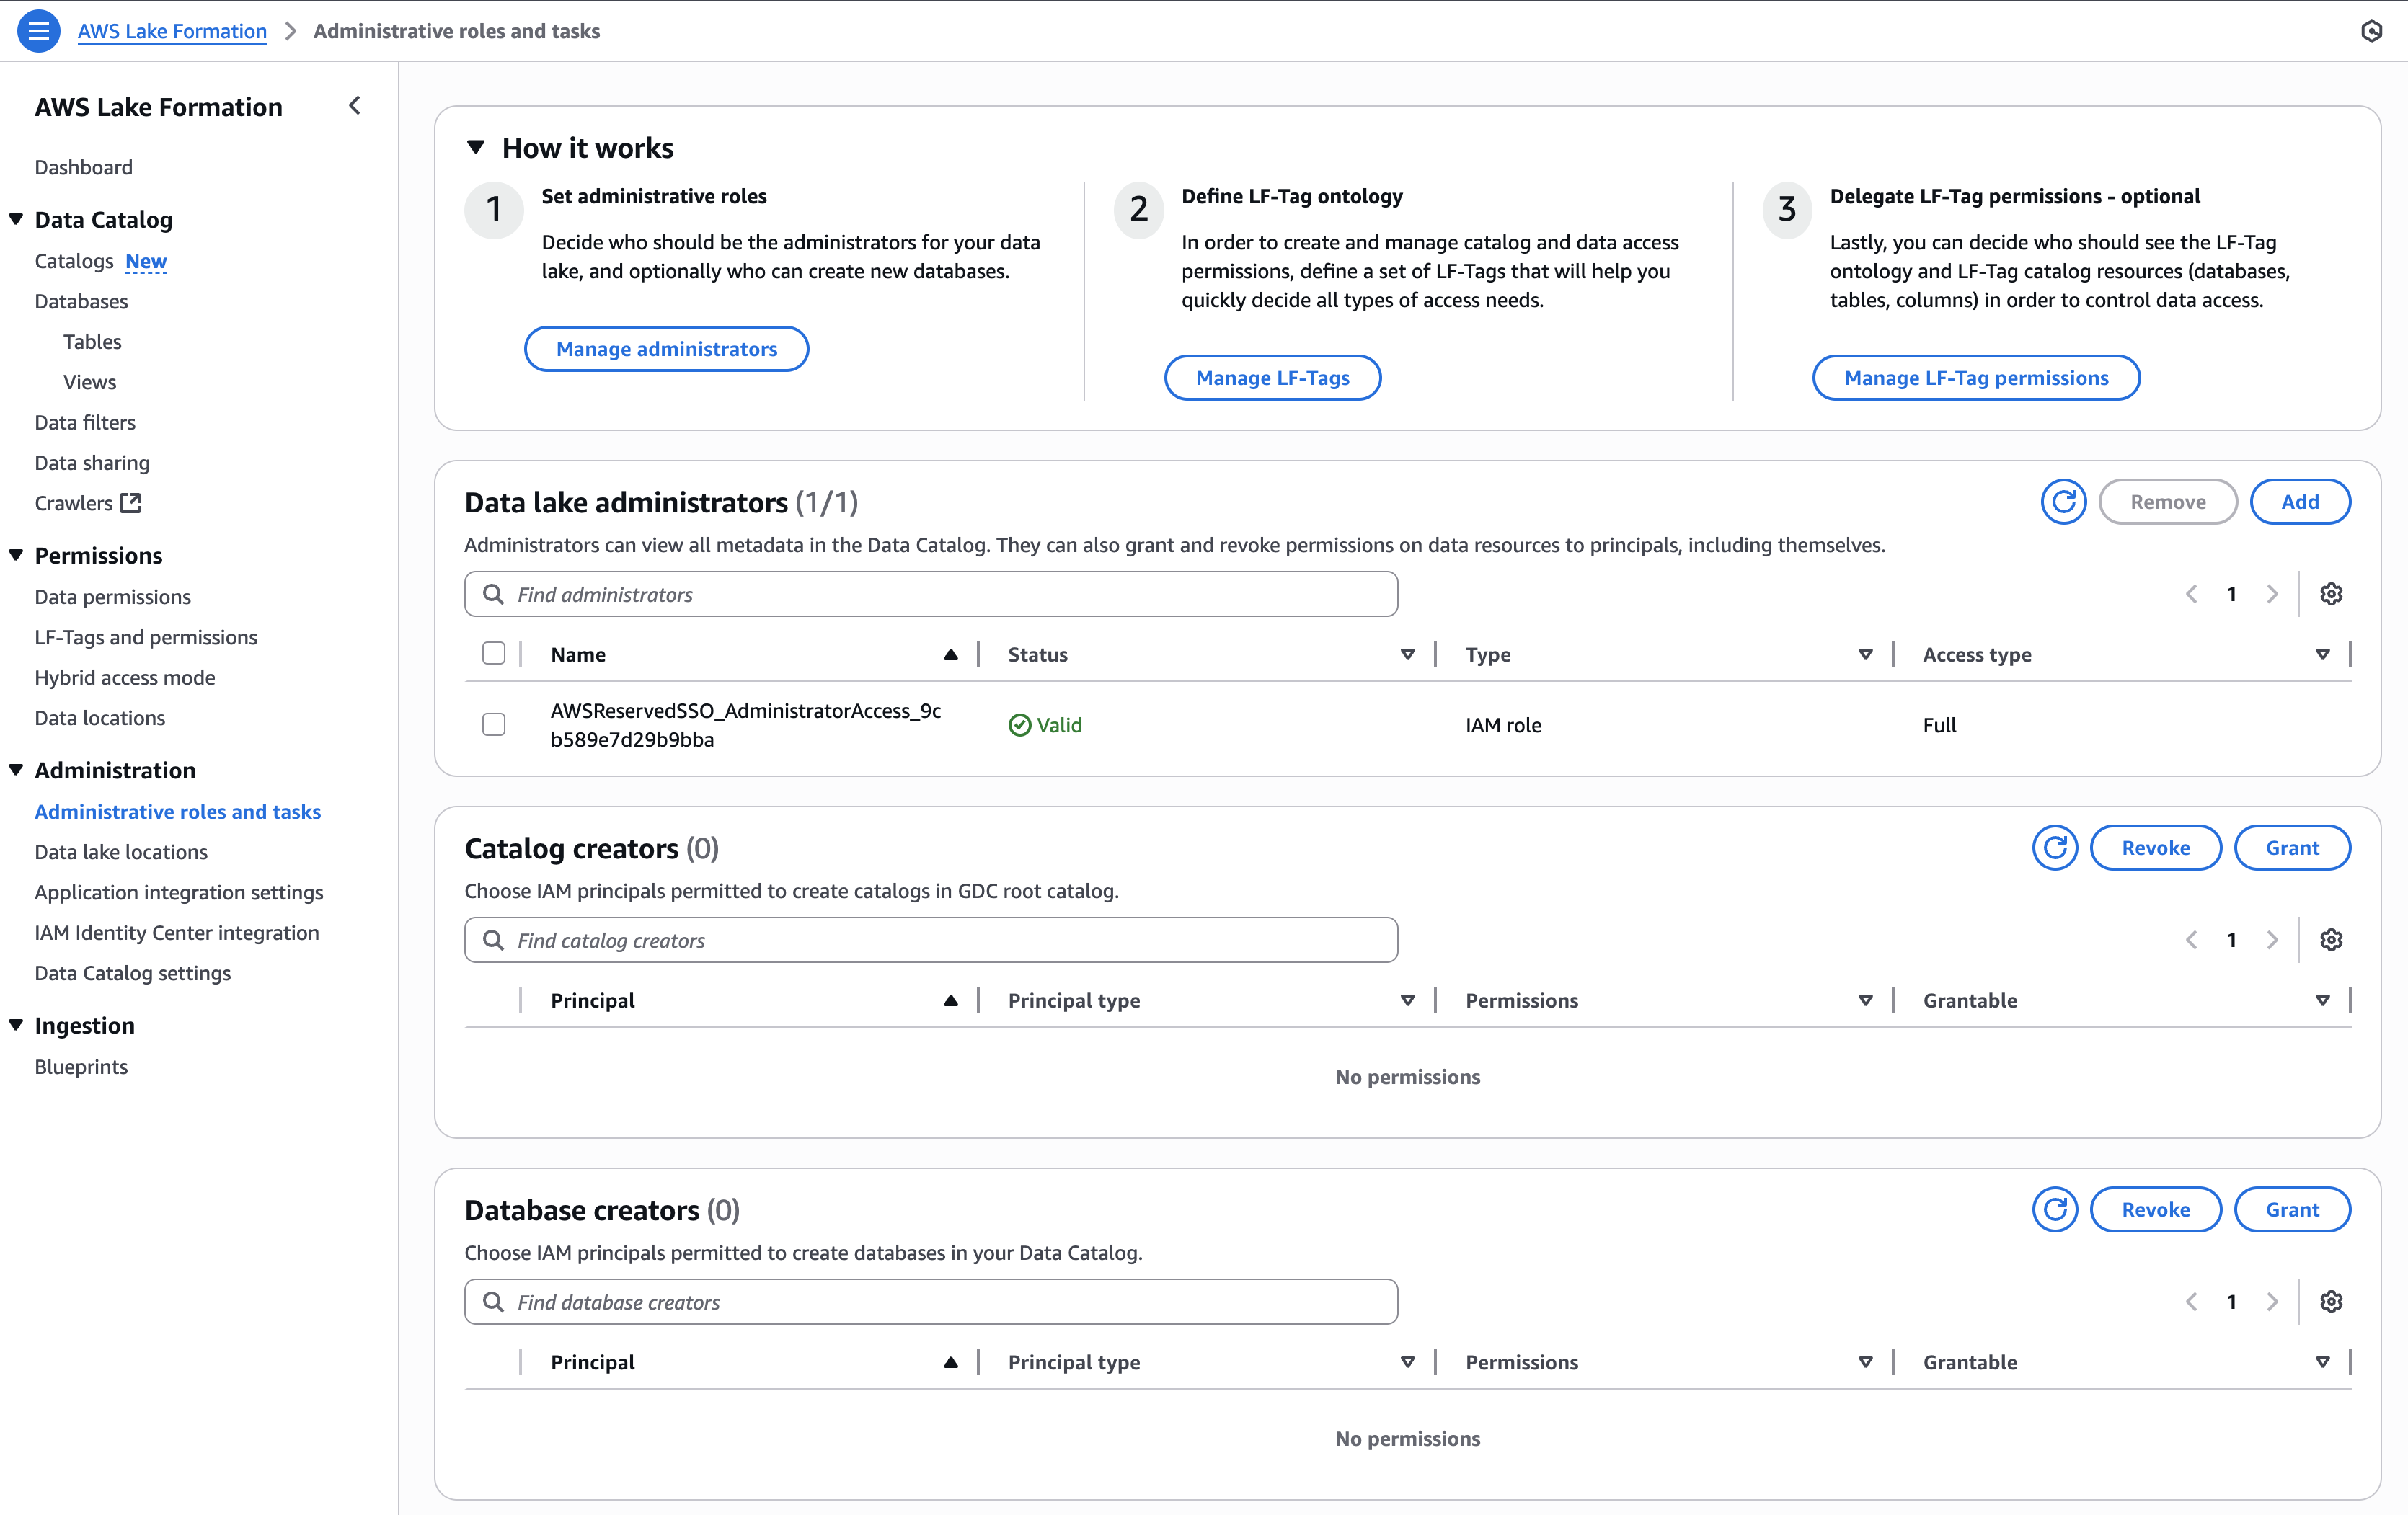 AWS Lake Formation > Administrative roles and tasks
AWS Lake Formation
Dashboard
Data Catalog
Catalogs New
Databases
Tables
Views
Data filters
Data sharing
Crawlers
Permissions
Data permissions
LF-Tags and permissions
Hybrid access mode
Data locations
Administration
Administrative roles and tasks
Data lake locations
Application integration settings
IAM Identity Center integration
Data Catalog settings
Ingestion
Blueprints
How it works
1
Set administrative roles
Decide who should be the administrators for your data
lake, and optionally who can create new databases.
Manage administrators
2
Define LF-Tag ontology
In order to create and manage catalog and data access
permissions, define a set of LF-Tags that will help you
quickly decide all types of access needs.
Manage LF-Tags
3
Delegate LF-Tag permissions - optional
Lastly, you can decide who should see the LF-Tag
ontology and LF-Tag catalog resources (databases,
tables, columns) in order to control data access.
Manage LF-Tag permissions
Data lake administrators (1/1)
Remove Add
Administrators can view all metadata in the Data Catalog. They can also grant and revoke permissions on data resources to principals, including themselves.
Find administrators
1
Name Status Type Access type
AWSReservedSSO_AdministratorAccess_9c
b589e7d29b9bba
Valid IAM role Full
Catalog creators (0)
Revoke Grant
Choose IAM principals permitted to create catalogs in GDC root catalog.
Find catalog creators
1
Principal Principal type Permissions Grantable
No permissions
Database creators (0)
Revoke Grant
Choose IAM principals permitted to create databases in your Data Catalog.
Find database creators
1
Principal Principal type Permissions Grantable
No permissions